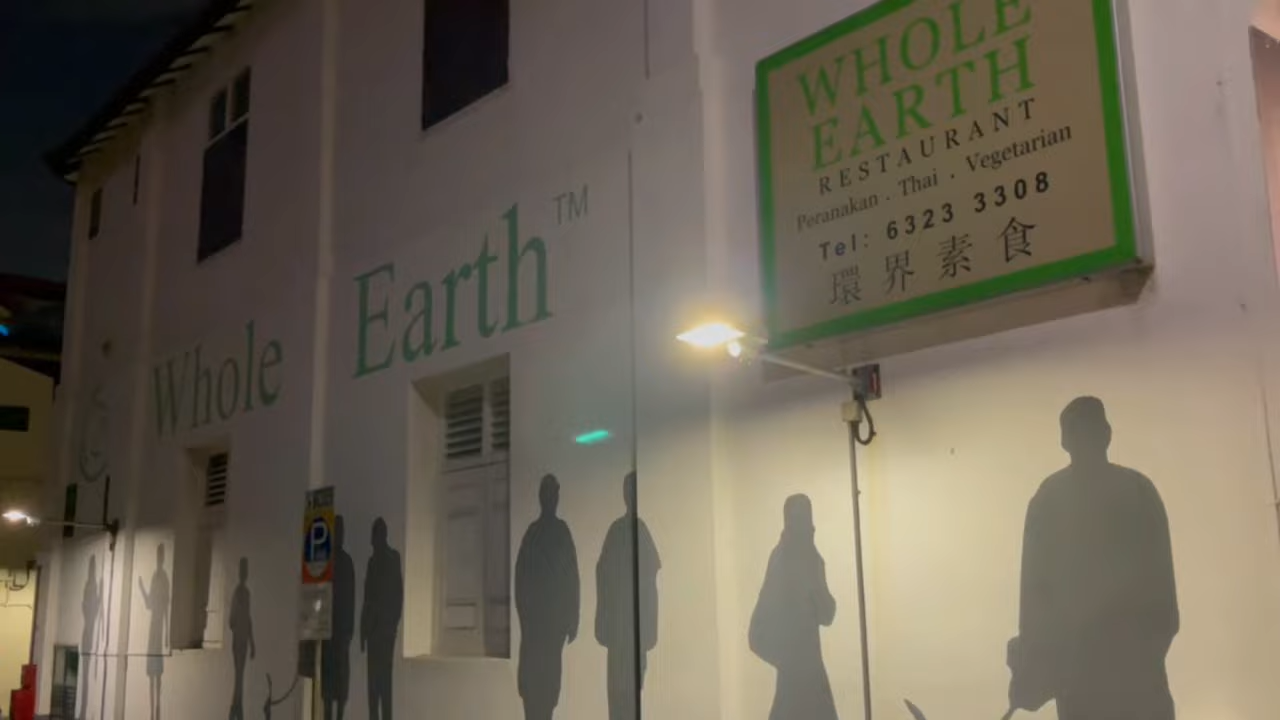 WHOLE
EARTH
RESTAURANT
Peranakan . Thai . Vegetarian
Tel: 6323 3308
環界素食
Whole Earth™
P